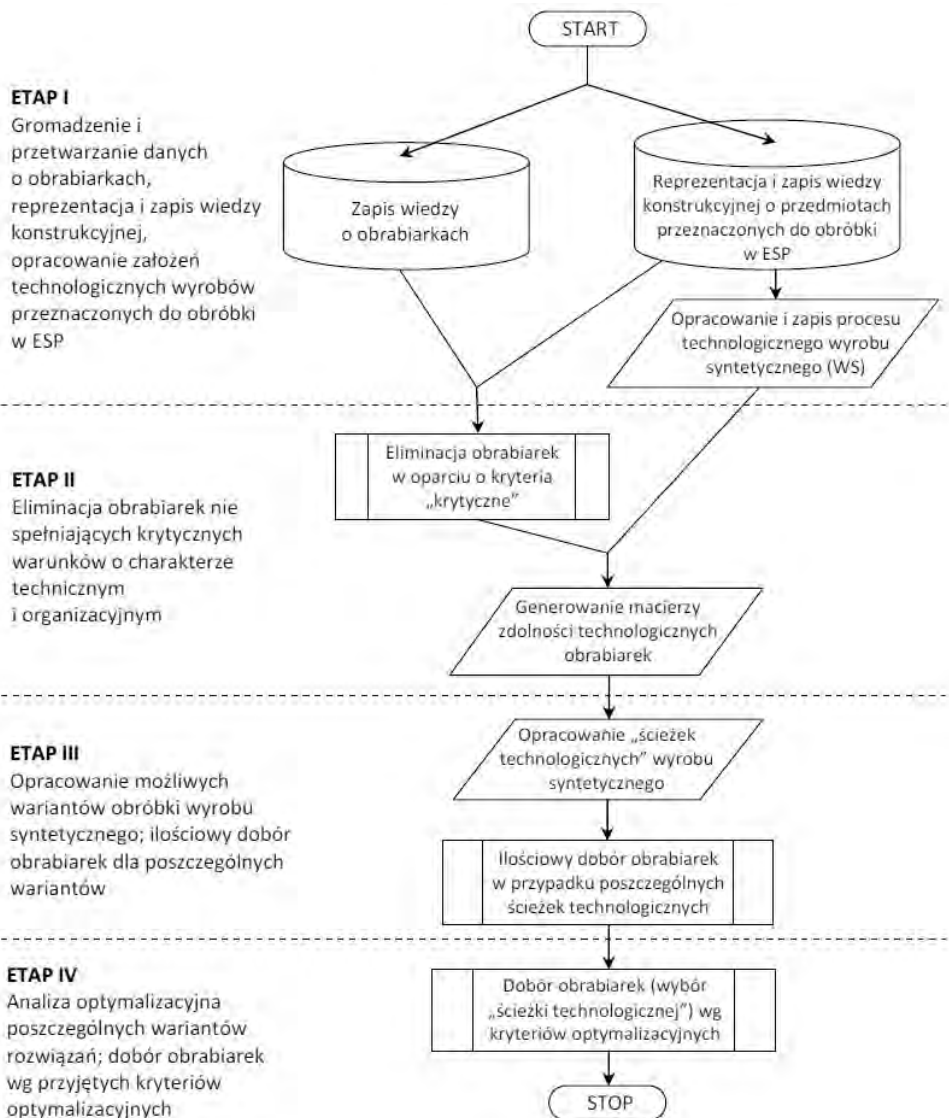 START
ETAP I
Gromadzenie i
przetwarzanie danych
o obrabiarkach,
reprezentacja i zapis wiedzy
konstrukcyjnej,
opracowanie założeń
technologicznych wyrobów
przeznaczonych do obróbki
w ESP
Zapis wiedzy
o obrabiarkach
Reprezentacja i zapis wiedzy
konstrukcyjnej o przedmiotach
przeznaczonych do obróbki
w ESP
Opracowanie i zapis procesu
technologicznego wyrobu
syntetycznego (WS)
ETAP II
Eliminacja obrabiarek nie
spełniających krytycznych
warunków o charakterze
technicznym
i organizacyjnym
Eliminacja obrabiarek
w oparciu o kryteria
„krytyczne”
Generowanie macierzy
zdolności technologicznych
obrabiarek
ETAP III
Opracowanie możliwych
wariantów obróbki wyrobu
syntetycznego; ilościowy dobór
obrabiarek dla poszczególnych
wariantów
Opracowanie „ścieżek
technologicznych” wyrobu
syntetycznego
Ilościowy dobór obrabiarek
w przypadku poszczególnych
ścieżek technologicznych
ETAP IV
Analiza optymalizacyjna
poszczególnych wariantów
rozwiązań; dobór obrabiarek
wg przyjętych kryteriów
optymalizacyjnych
Dobór obrabiarek (wybór
„ścieżki technologicznej”) wg
kryteriów optymalizacyjnych
STOP